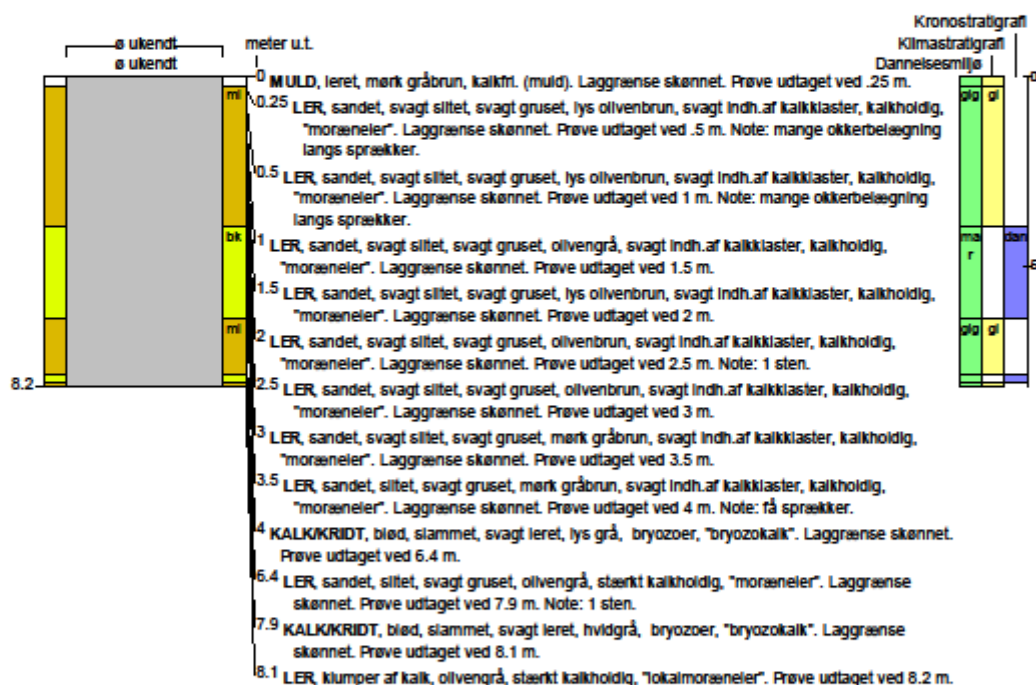 Kronostratigrafi
Klimastratigrafi
Dannelsesmiljø
ø ukendt
meter u.t.
ø ukendt
0 MULD, leret, mørk gråbrun, kalkfri. (muld). Laggrænse skønnet. Prøve udtaget ved .25 m.
ml
glg
gl
0
0.25 LER, sandet, svagt siltet, svagt gruset, lys olivenbrun, svagt indh.af kalkklaster, kalkholdig,
"moræneler". Laggrænse skønnet. Prøve udtaget ved .5 m. Note: mange okkerbelægning
langs sprækker.
0.5 LER, sandet, svagt siltet, svagt gruset, lys olivenbrun, svagt indh.af kalkklaster, kalkholdig,
"moræneler". Laggrænse skønnet. Prøve udtaget ved 1 m. Note: mange okkerbelægning
langs sprækker.
bk
ma
r
dan
1 LER, sandet, svagt siltet, svagt gruset, olivengrå, svagt indh.af kalkklaster, kalkholdig,
"moræneler". Laggrænse skønnet. Prøve udtaget ved 1.5 m.
1.5 LER, sandet, svagt siltet, svagt gruset, lys olivenbrun, svagt indh.af kalkklaster, kalkholdig,
"moræneler". Laggrænse skønnet. Prøve udtaget ved 2 m.
ml
glg
gl
2 LER, sandet, svagt siltet, svagt gruset, olivenbrun, svagt indh.af kalkklaster, kalkholdig,
"moræneler". Laggrænse skønnet. Prøve udtaget ved 2.5 m. Note: 1 sten.
8.2
2.5 LER, sandet, svagt siltet, svagt gruset, olivenbrun, svagt indh.af kalkklaster, kalkholdig,
"moræneler". Laggrænse skønnet. Prøve udtaget ved 3 m.
3 LER, sandet, svagt siltet, svagt gruset, mørk gråbrun, svagt indh.af kalkklaster, kalkholdig,
"moræneler". Laggrænse skønnet. Prøve udtaget ved 3.5 m.
3.5 LER, sandet, siltet, svagt gruset, mørk gråbrun, svagt indh.af kalkklaster, kalkholdig,
"moræneler". Laggrænse skønnet. Prøve udtaget ved 4 m. Note: få sprækker.
4 KALK/KRIDT, blød, slammet, svagt leret, lys grå, bryozoer, "bryozokalk". Laggrænse skønnet.
Prøve udtaget ved 6.4 m.
6.4 LER, sandet, siltet, svagt gruset, olivengrå, stærkt kalkholdig, "moræneler". Laggrænse
skønnet. Prøve udtaget ved 7.9 m. Note: 1 sten.
7.9 KALK/KRIDT, blød, slammet, svagt leret, hvidgrå, bryozoer, "bryozokalk". Laggrænse
skønnet. Prøve udtaget ved 8.1 m.
8.1 LER, klumper af kalk, olivengrå, stærkt kalkholdig, "lokalmoræneler". Prøve udtaget ved 8.2 m.